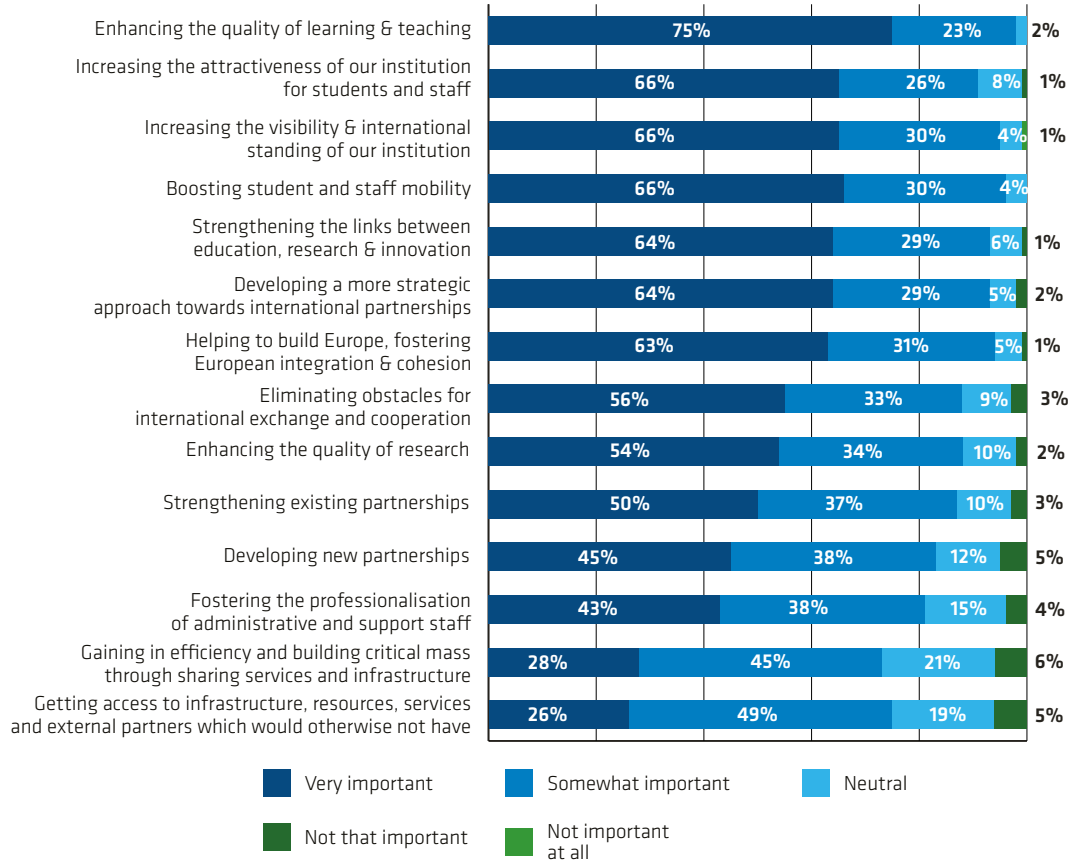 Enhancing the quality of learning & teaching
75% 23% 2%
Increasing the attractiveness of our institution
for students and staff
66% 26% 8% 1%
Increasing the visibility & international
standing of our institution
66% 30% 4% 1%
Boosting student and staff mobility
66% 30% 4%
Strengthening the links between
education, research & innovation
64% 29% 6% 1%
Developing a more strategic
approach towards international partnerships
64% 29% 5% 2%
Helping to build Europe, fostering
European integration & cohesion
63% 31% 5% 1%
Eliminating obstacles for
international exchange and cooperation
56% 33% 9% 3%
Enhancing the quality of research
54% 34% 10% 2%
Strengthening existing partnerships
50% 37% 10% 3%
Developing new partnerships
45% 38% 12% 5%
Fostering the professionalisation
of administrative and support staff
43% 38% 15% 4%
Gaining in efficiency and building critical mass
through sharing services and infrastructure
28% 45% 21% 6%
Getting access to infrastructure, resources, services
and external partners which would otherwise not have
26% 49% 19% 5%
Very important
Somewhat important
Neutral
Not that important
Not important
at all